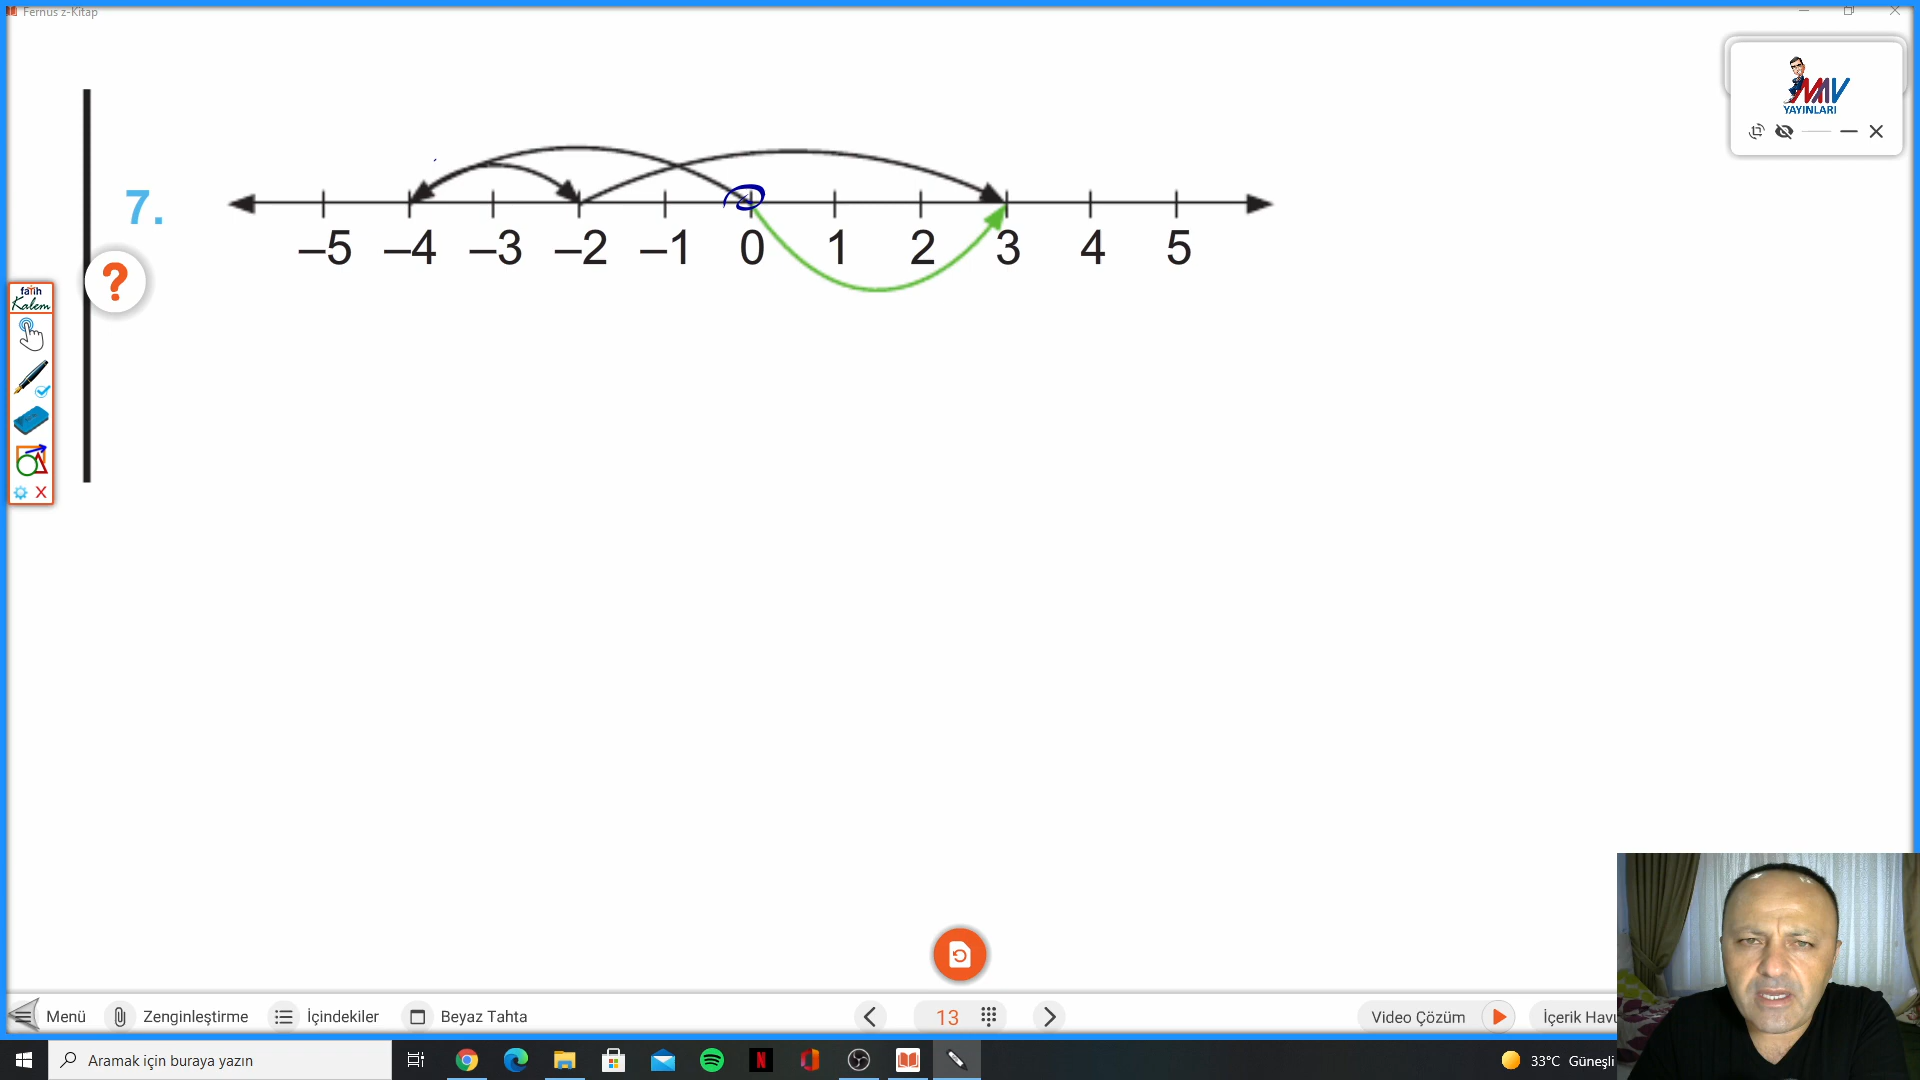 Fernus z-Kitap
MAV
YAYINLARI
7.
–5 –4 –3 –2 –1 0 1 2 3 4 5
?
fatih
Kalem
Menü
Zenginleştirme
İçindekiler
Beyaz Tahta
13
Video Çözüm
İçerik Havu
Aramak için buraya yazın
33°C Güneşli